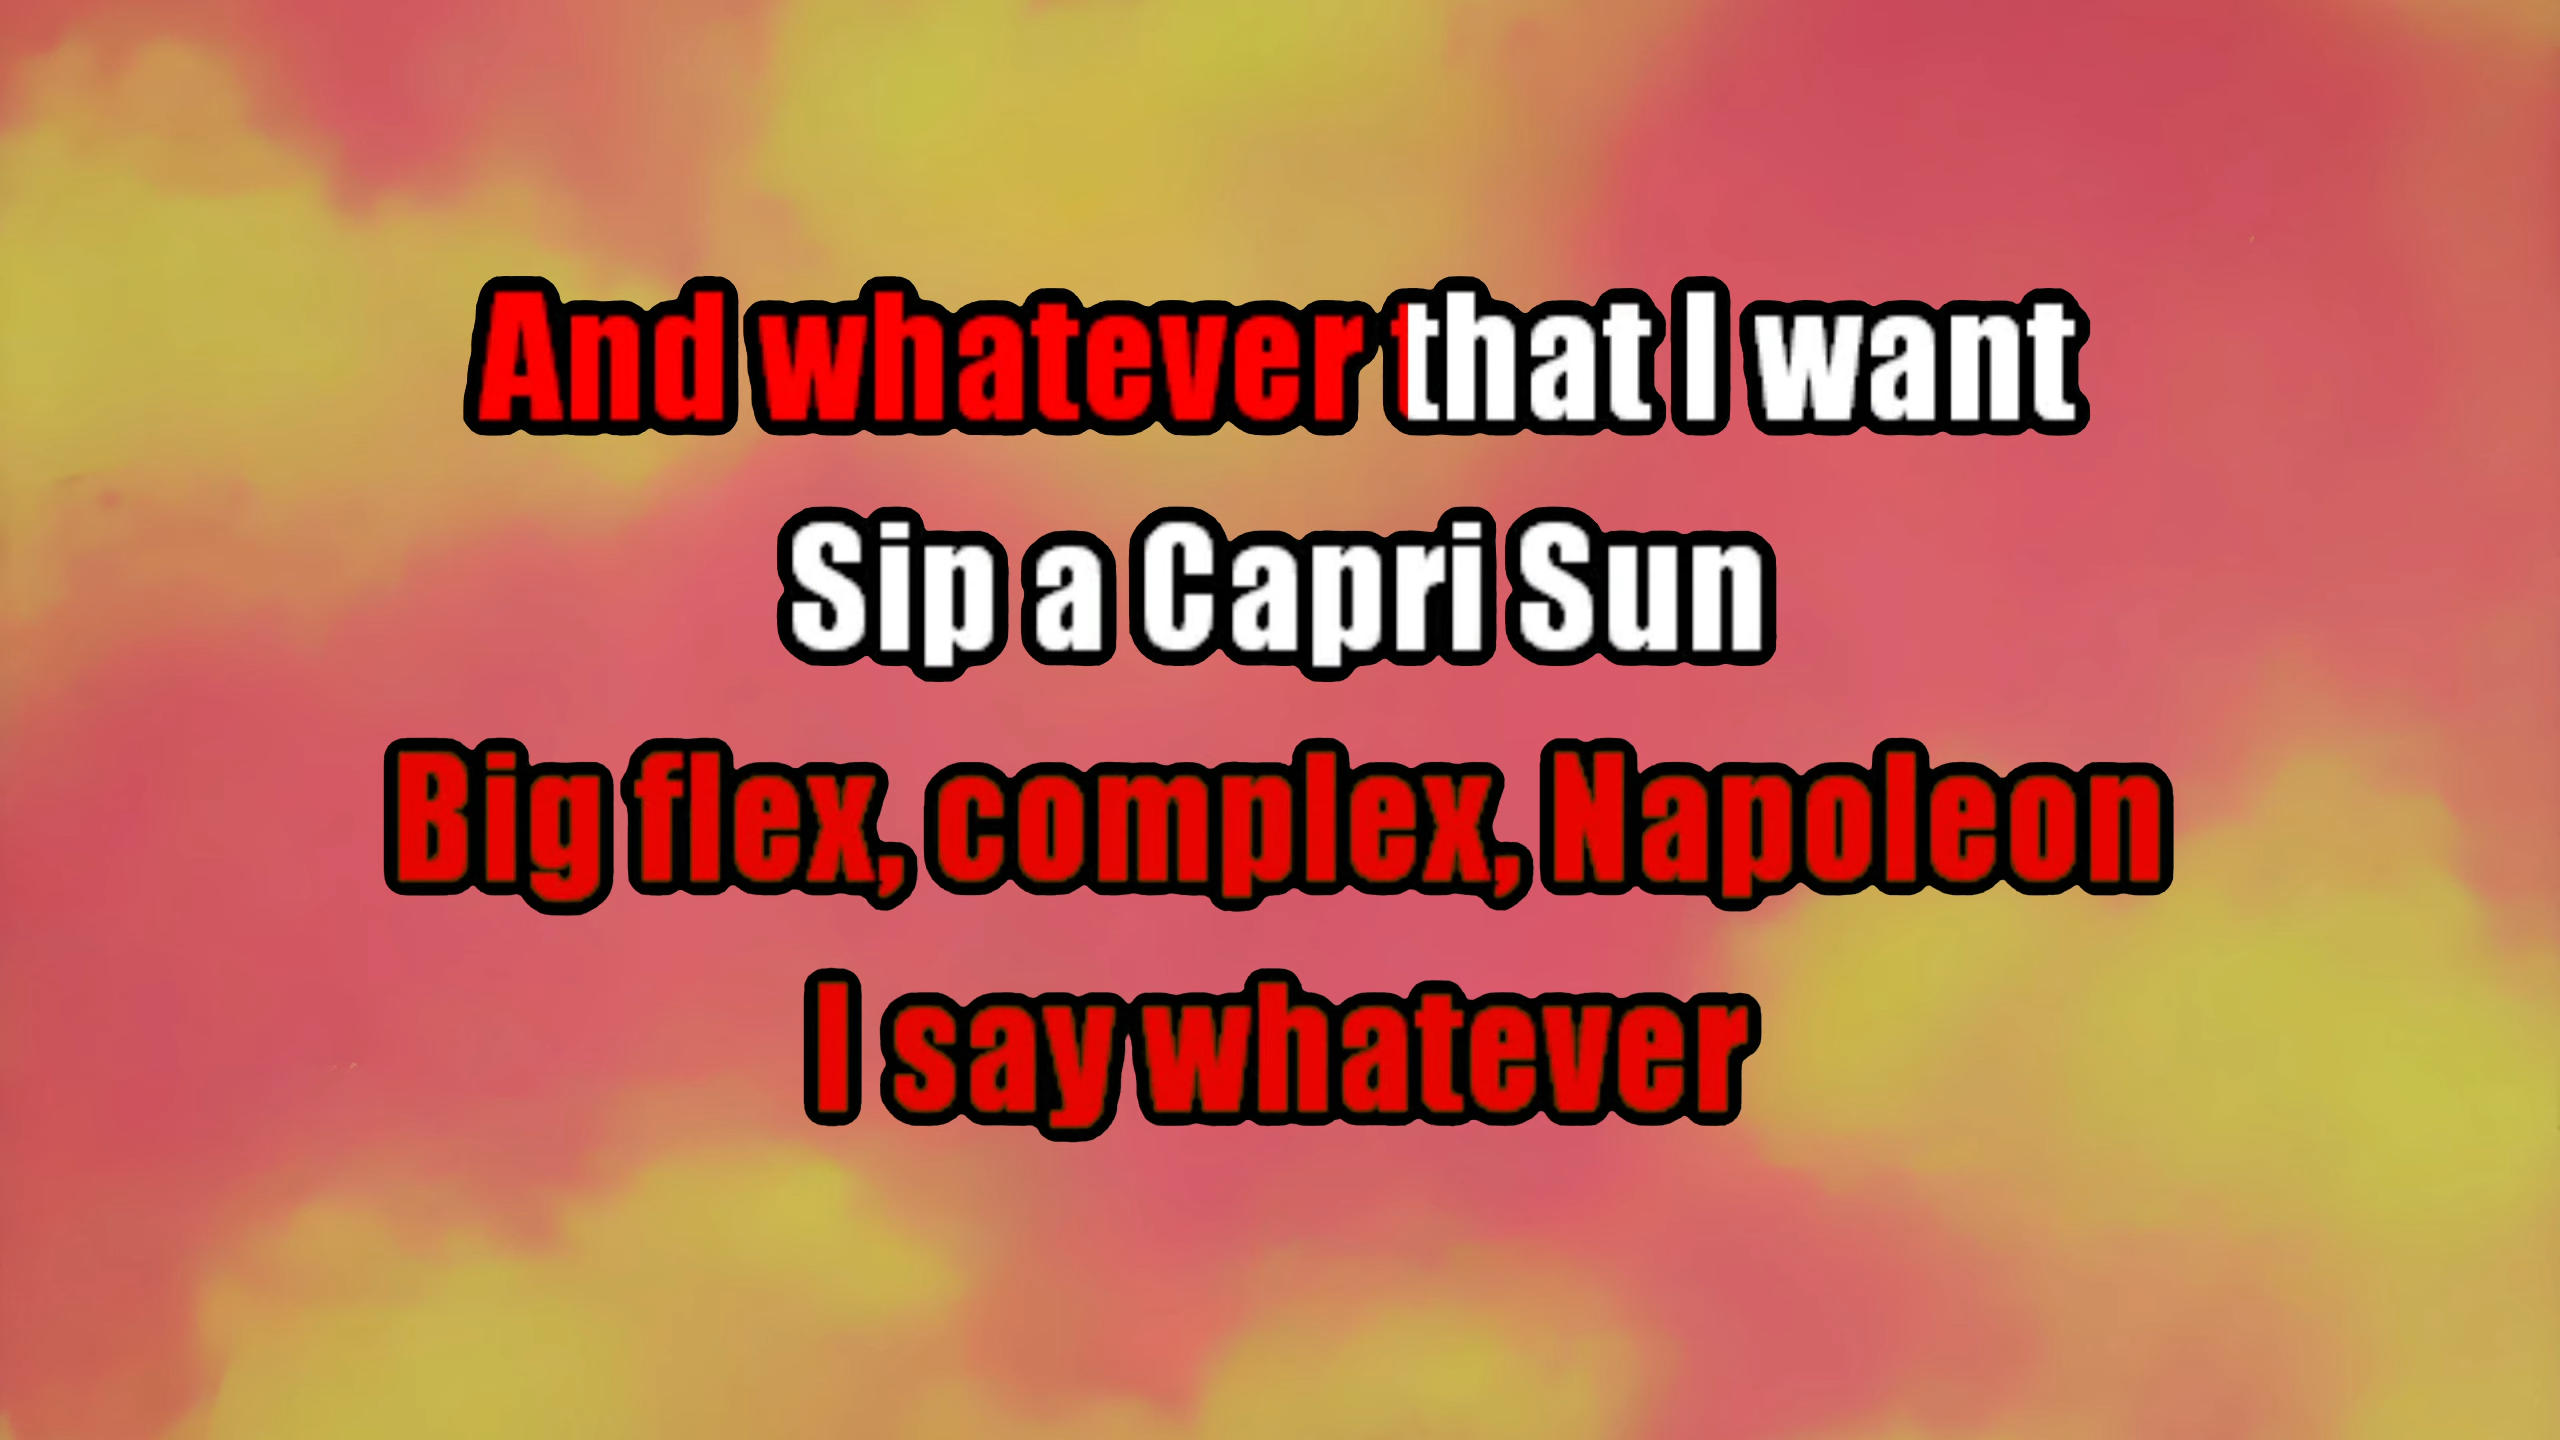 And whatever that I want
Sip a Capri Sun
Big flex, complex, Napoleon
I say whatever